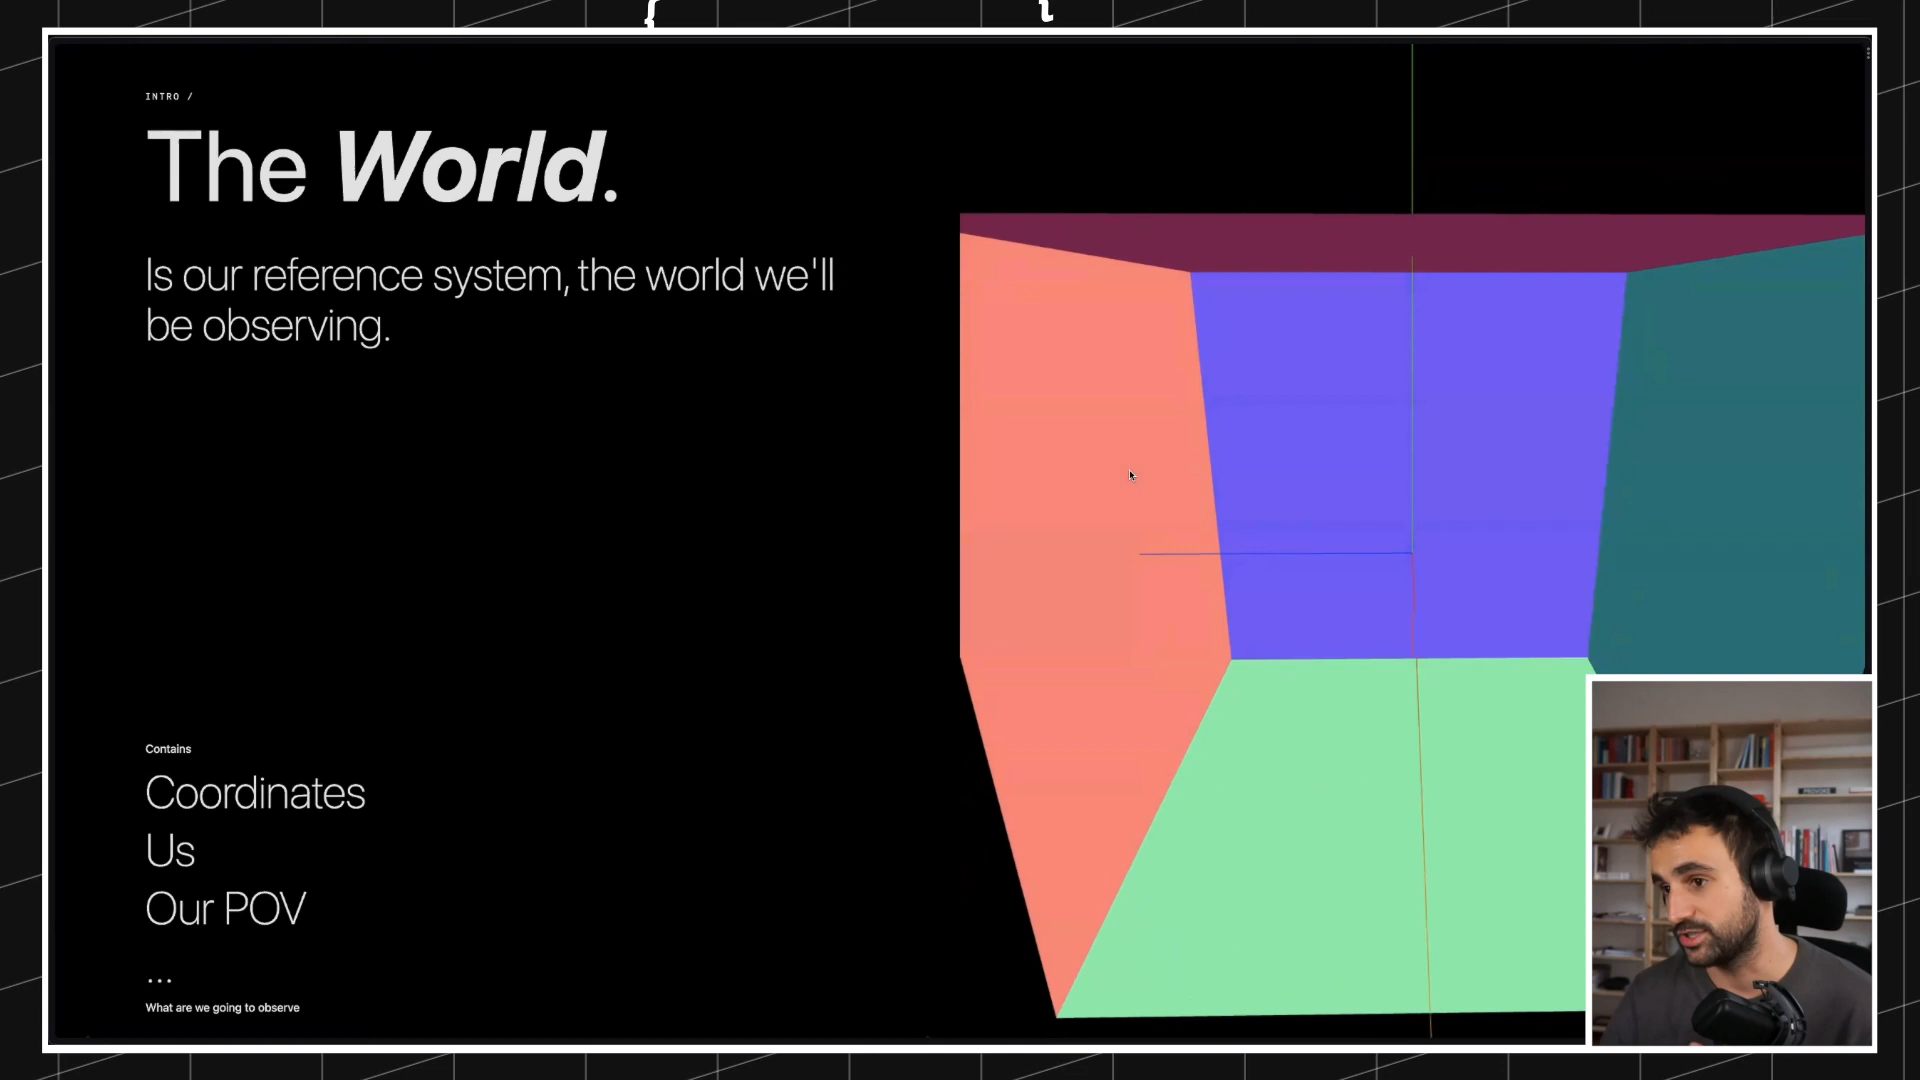 INTRO /
The World.
Is our reference system, the world we'll
be observing.
Contains
Coordinates
Us
Our POV
...
What are we going to observe